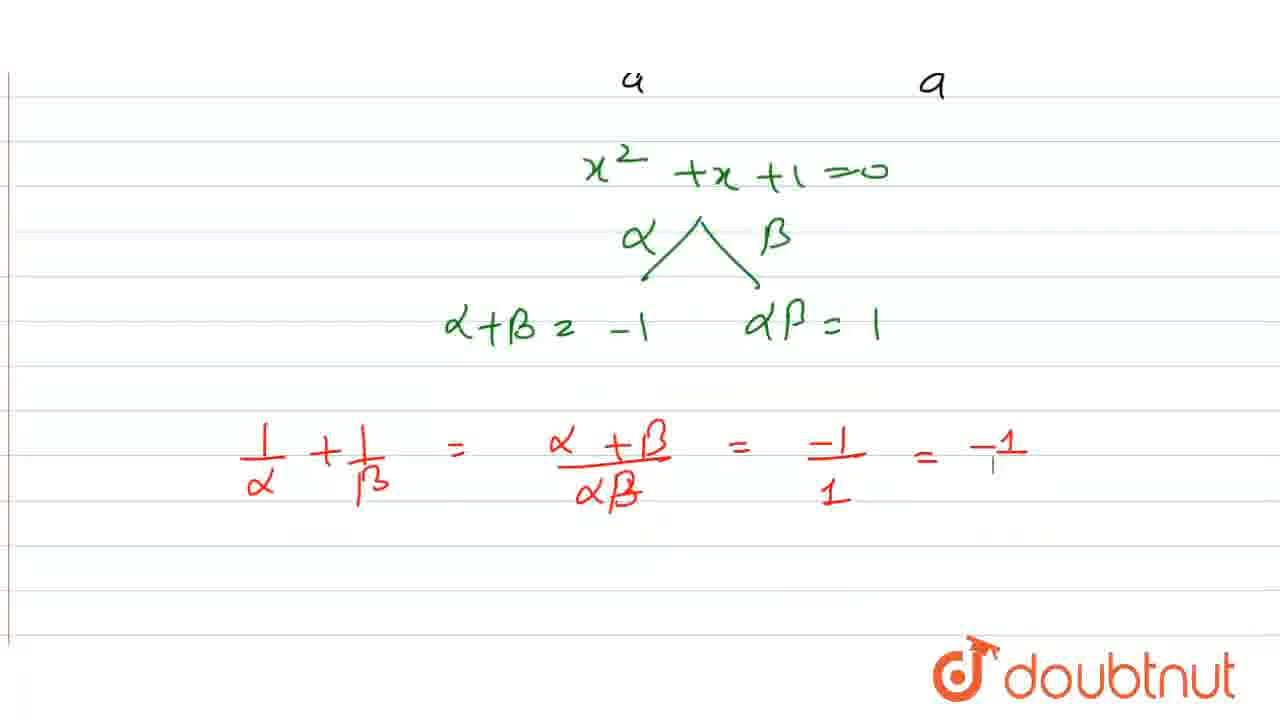 a a
x² + x + 1 = 0
α β
α + β = -1 αβ = 1
1/α + 1/β = α + β/αβ = -1/1 = -1
doubtnut